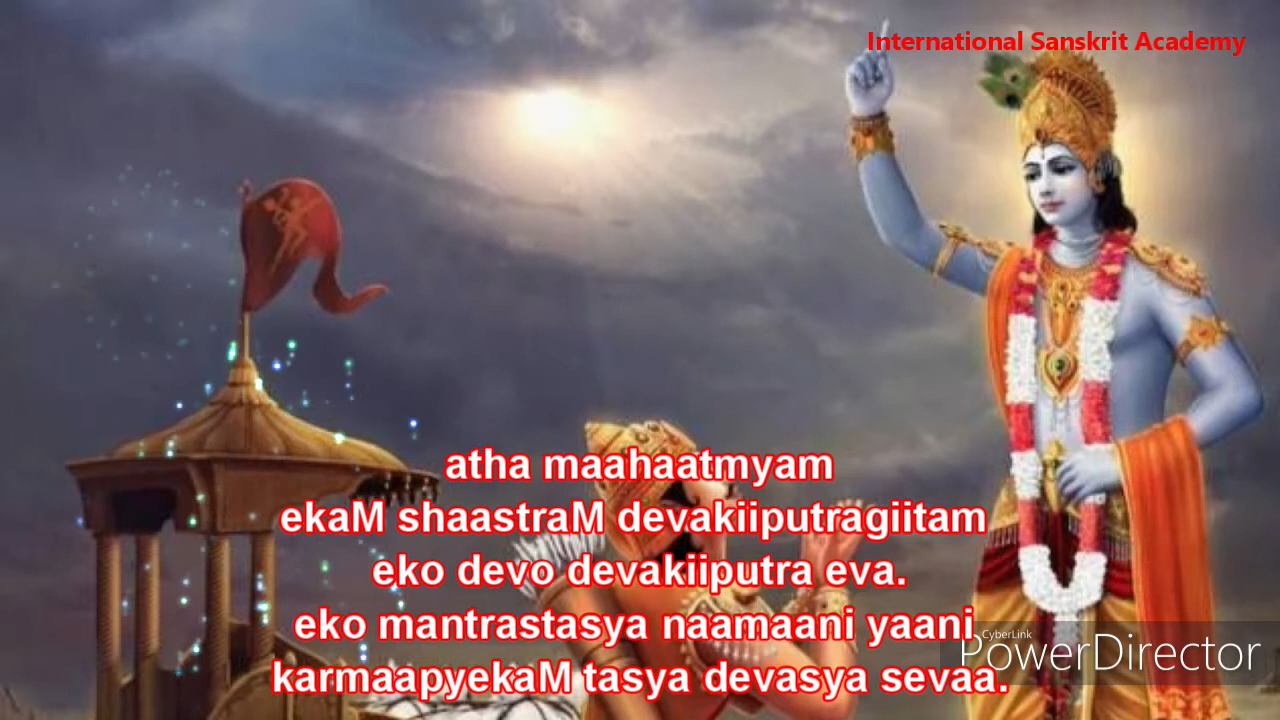 International Sanskrit Academy
atha maahaatmyam
ekaM shaastraM devakiiputragiitam
eko devo devakiiputra eva.
eko mantrastasya naamaani yaani
karmaapyekaM tasya devasya sevaa.
CyberLink
PowerDirector